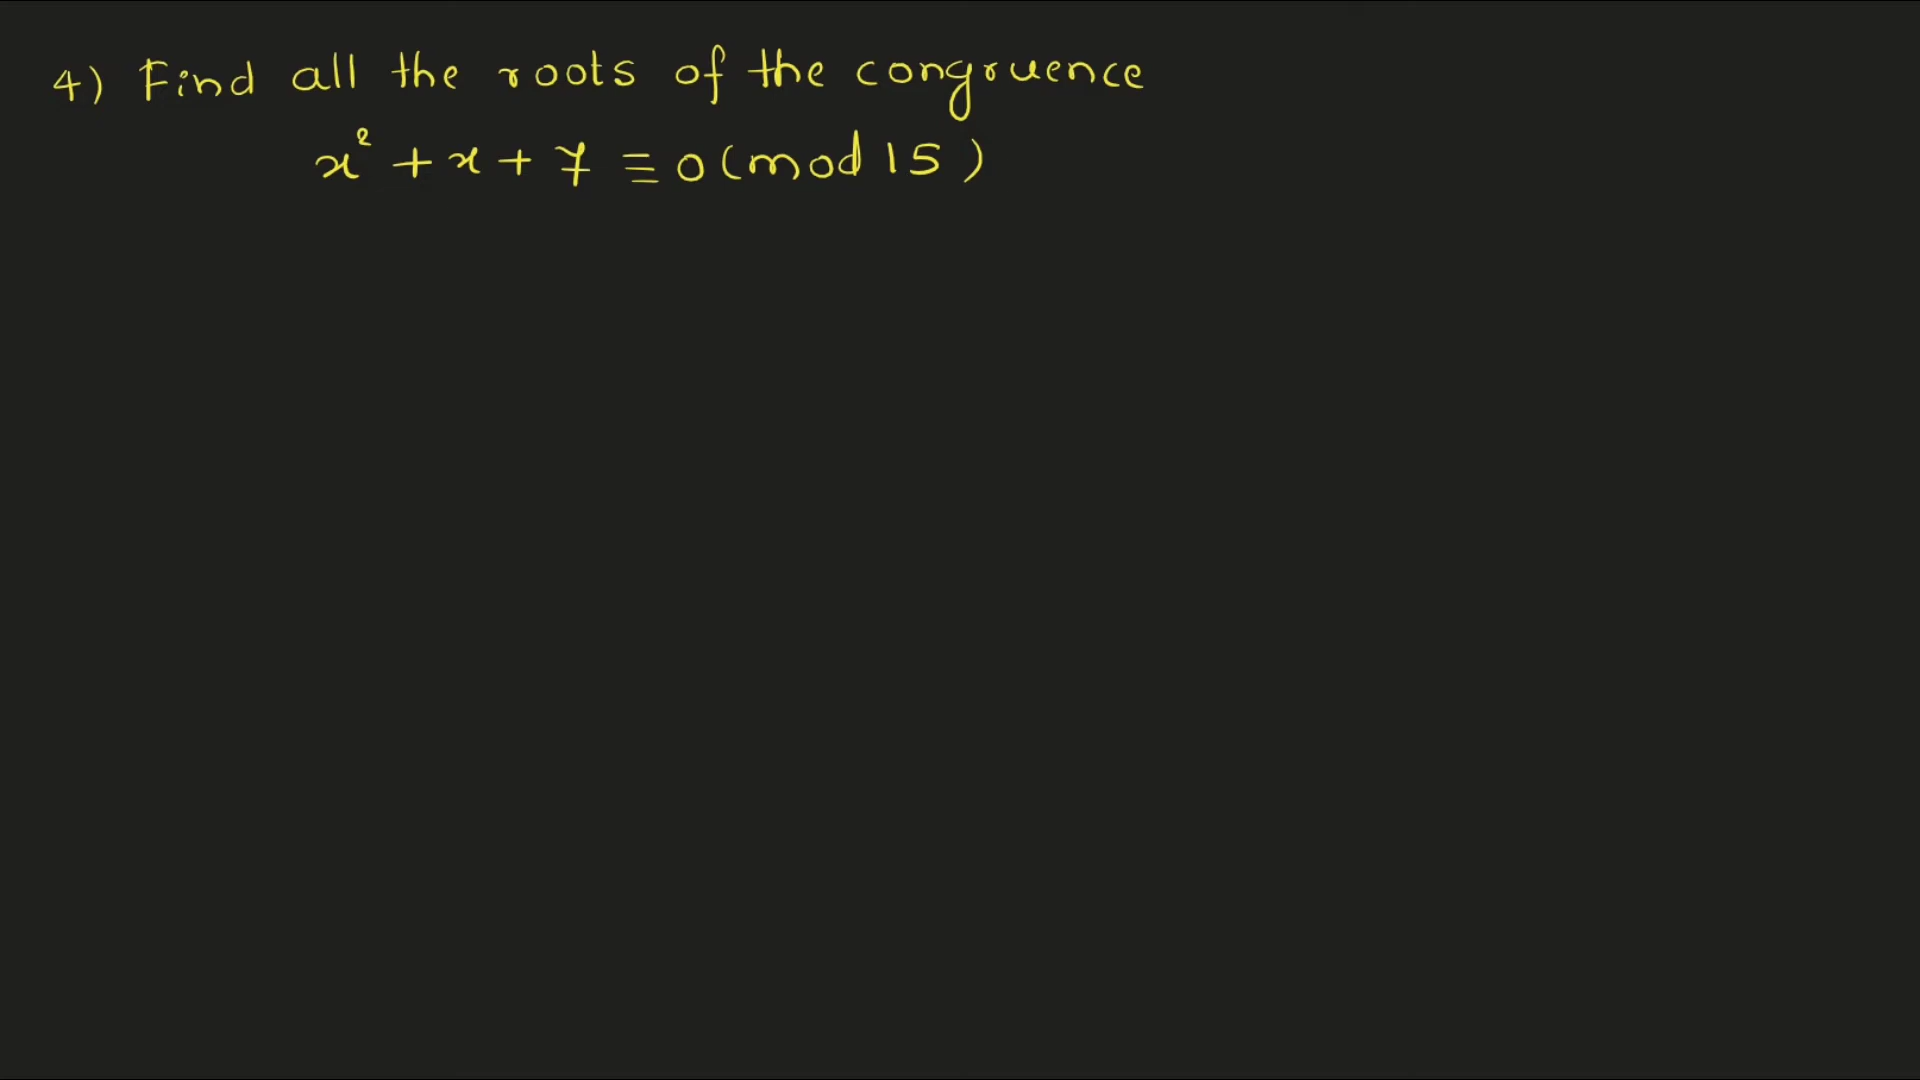 4) Find all the roots of the congruence
x² + x + 7 ≡ 0 (mod 15)